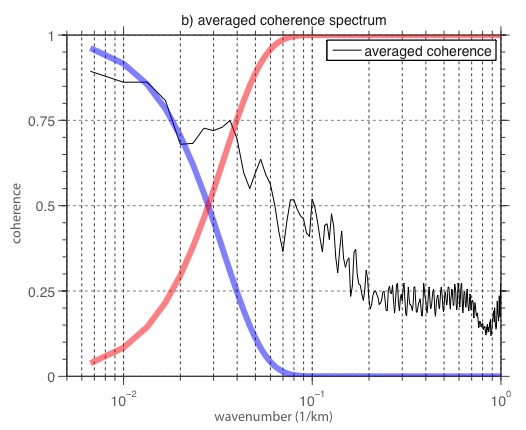 b) averaged coherence spectrum
averaged coherence
1
0.75
0.5
0.25
0
coherence
10⁻² 10⁻¹ 10⁰
wavenumber (1/km)